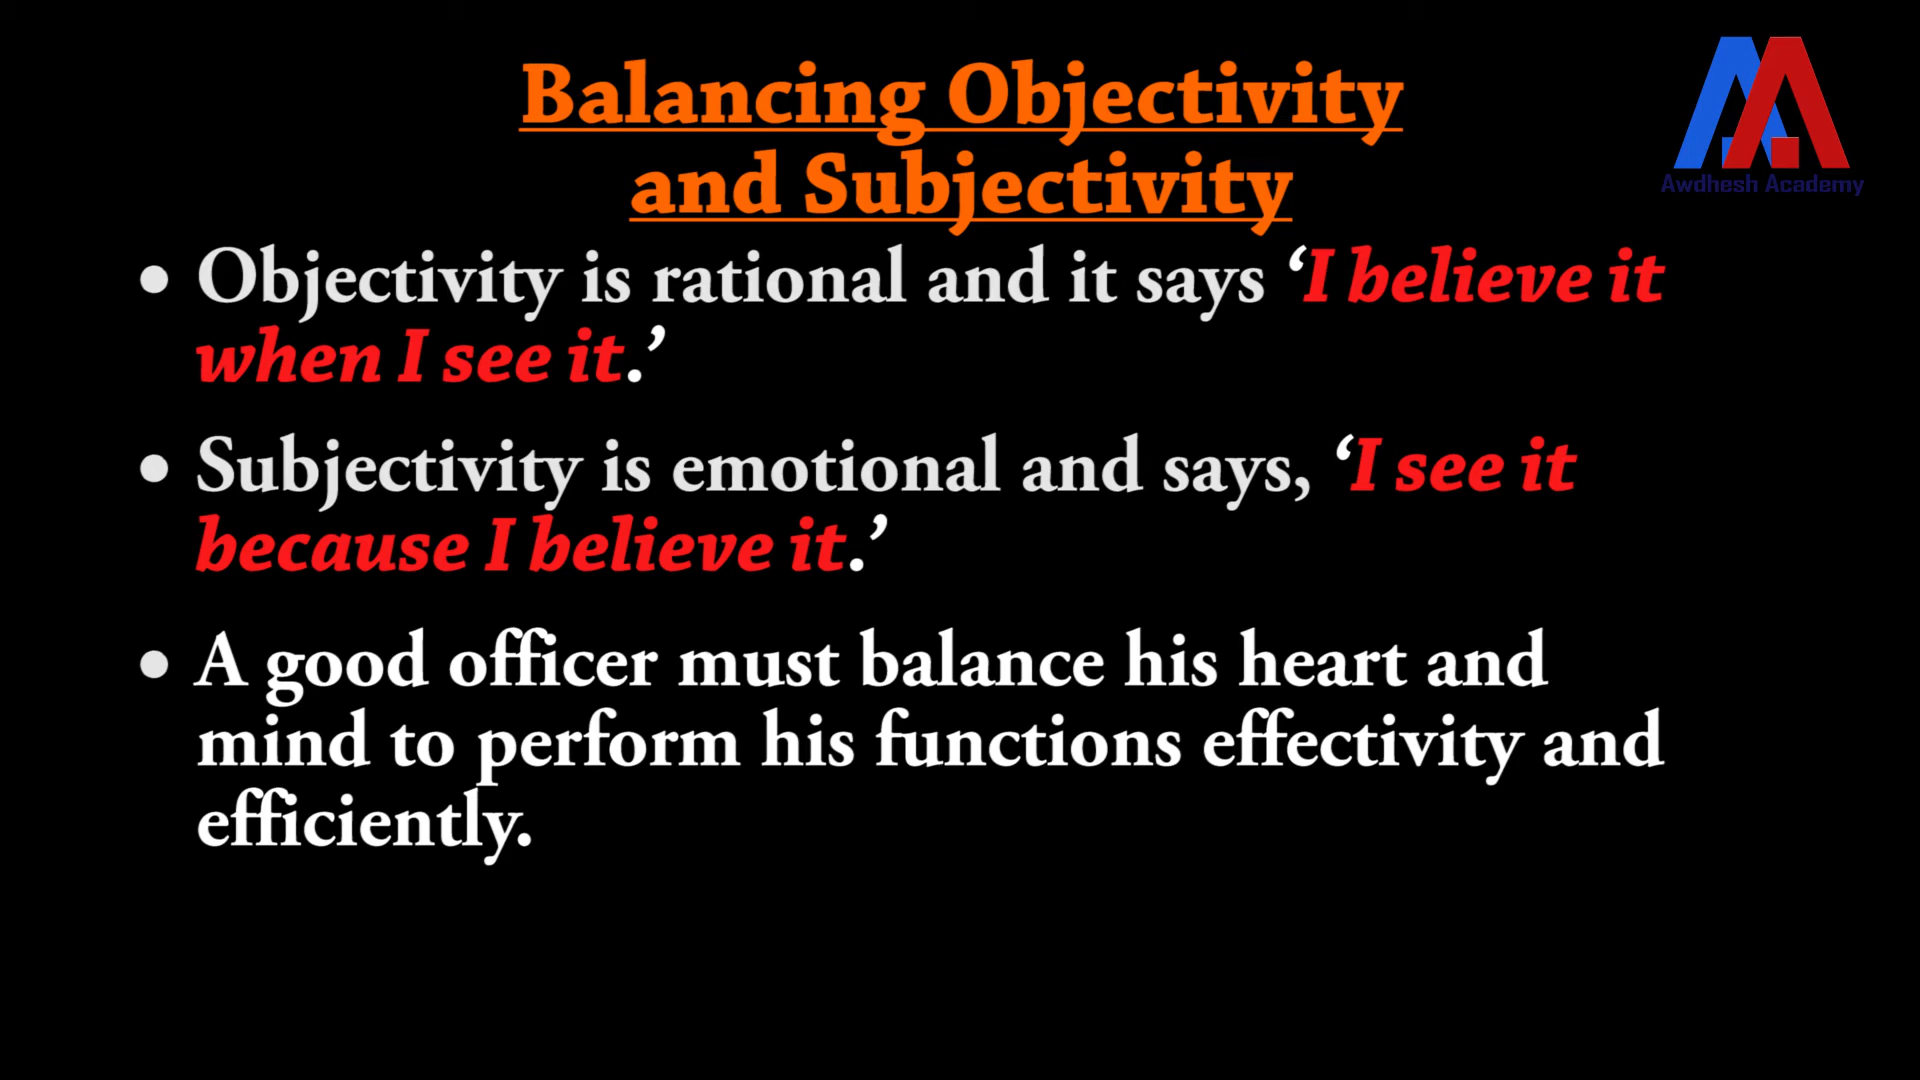 Balancing Objectivity
and Subjectivity
Awdhesh Academy
• Objectivity is rational and it says ‘I believe it
when I see it.’
• Subjectivity is emotional and says, ‘I see it
because I believe it.’
• A good officer must balance his heart and
mind to perform his functions effectivity and
efficiently.